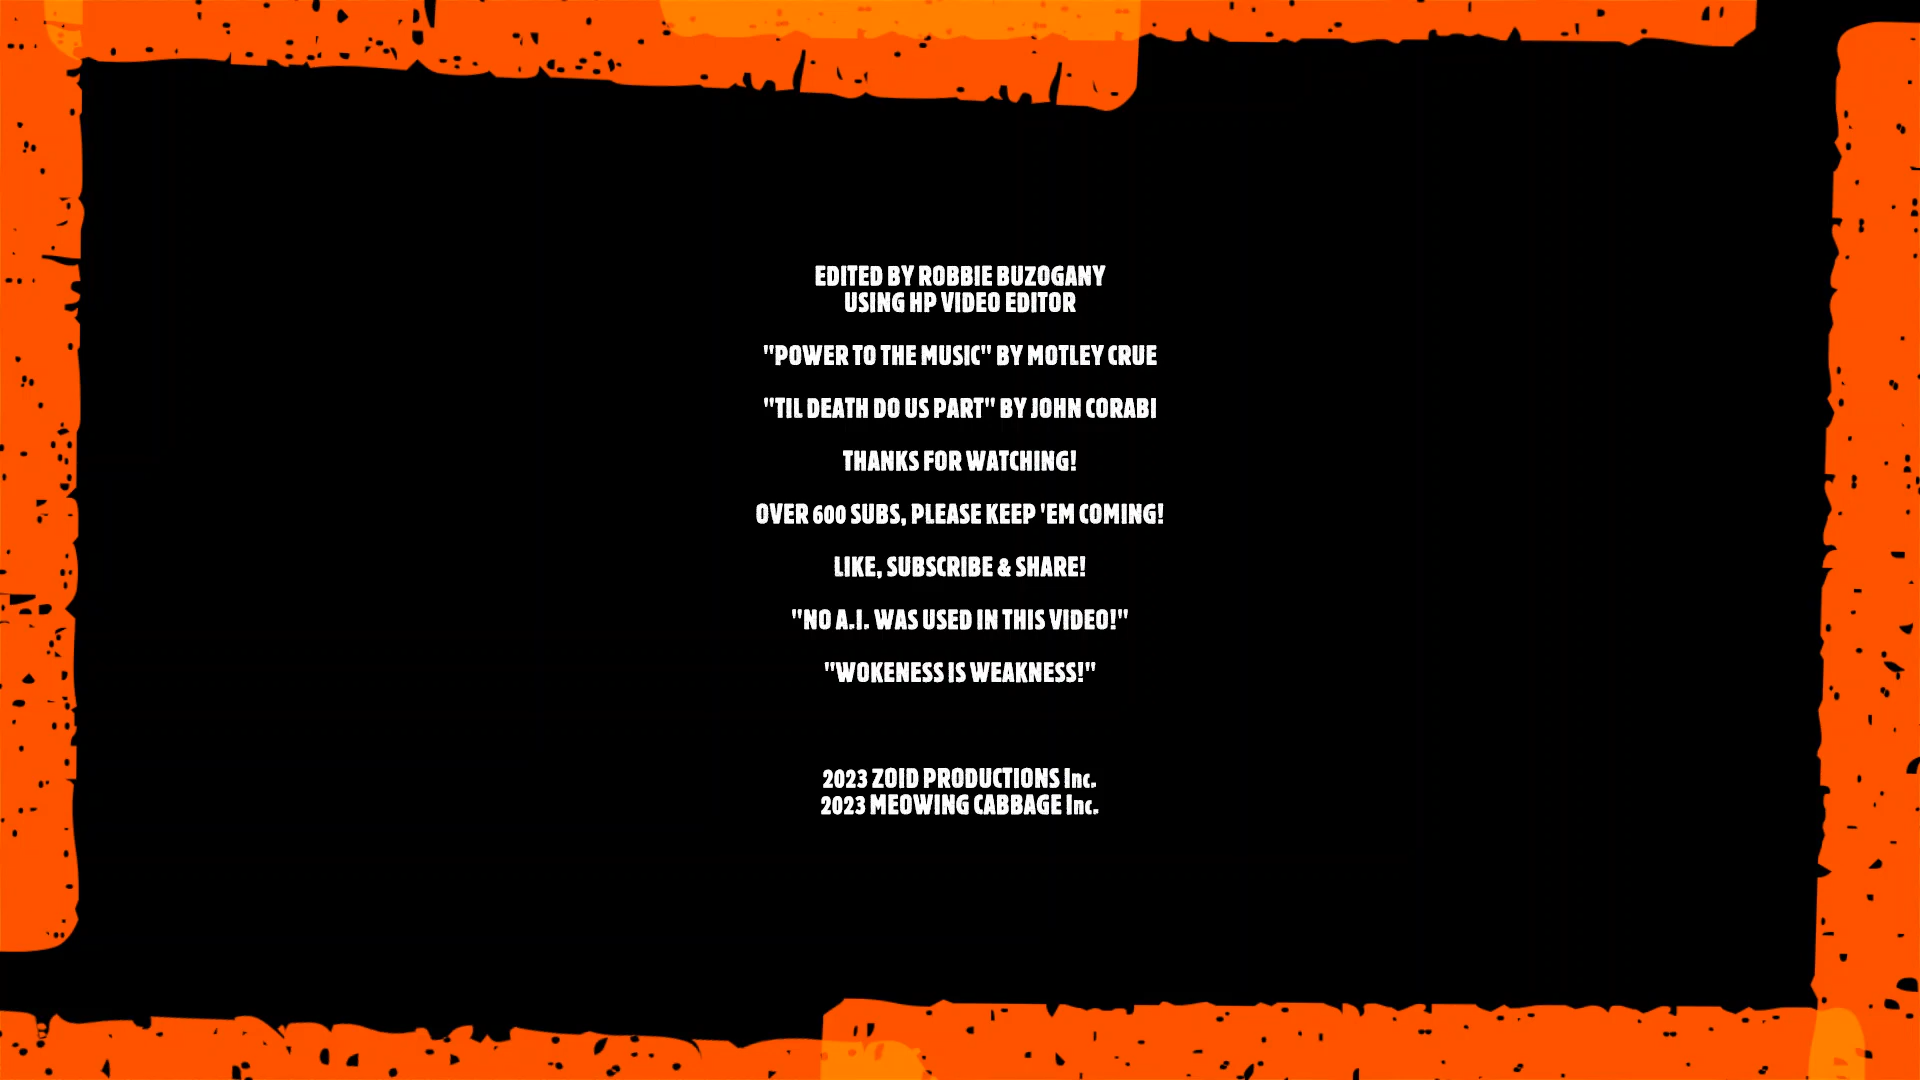 EDITED BY ROBBIE BUZOGANY
USING HP VIDEO EDITOR
"POWER TO THE MUSIC" BY MOTLEY CRUE
"TIL DEATH DO US PART" BY JOHN CORABI
THANKS FOR WATCHING!
OVER 600 SUBS, PLEASE KEEP 'EM COMING!
LIKE, SUBSCRIBE & SHARE!
"NO A.I. WAS USED IN THIS VIDEO!"
"WOKENESS IS WEAKNESS!"
2023 ZOID PRODUCTIONS Inc.
2023 MEOWING CABBAGE Inc.